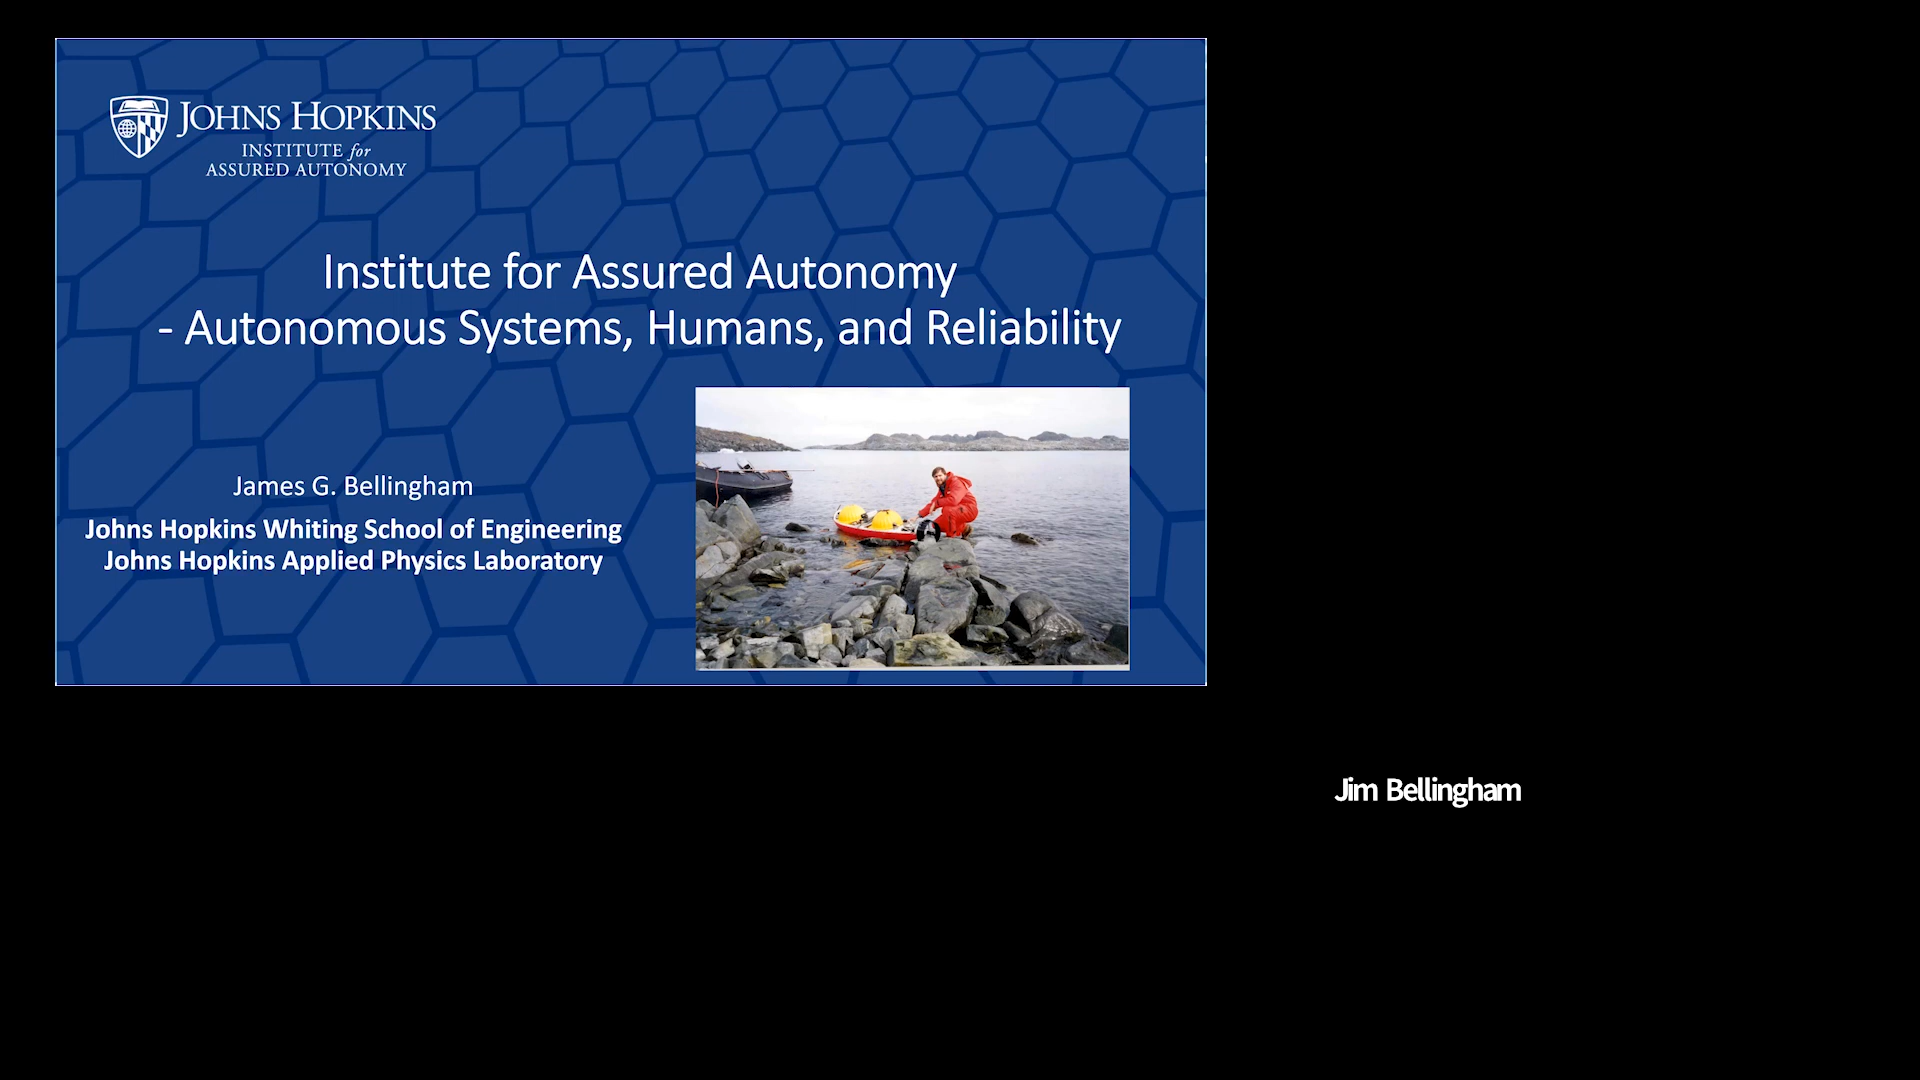 JOHNS HOPKINS
INSTITUTE for
ASSURED AUTONOMY
Institute for Assured Autonomy
- Autonomous Systems, Humans, and Reliability
James G. Bellingham
Johns Hopkins Whiting School of Engineering
Johns Hopkins Applied Physics Laboratory
Jim Bellingham